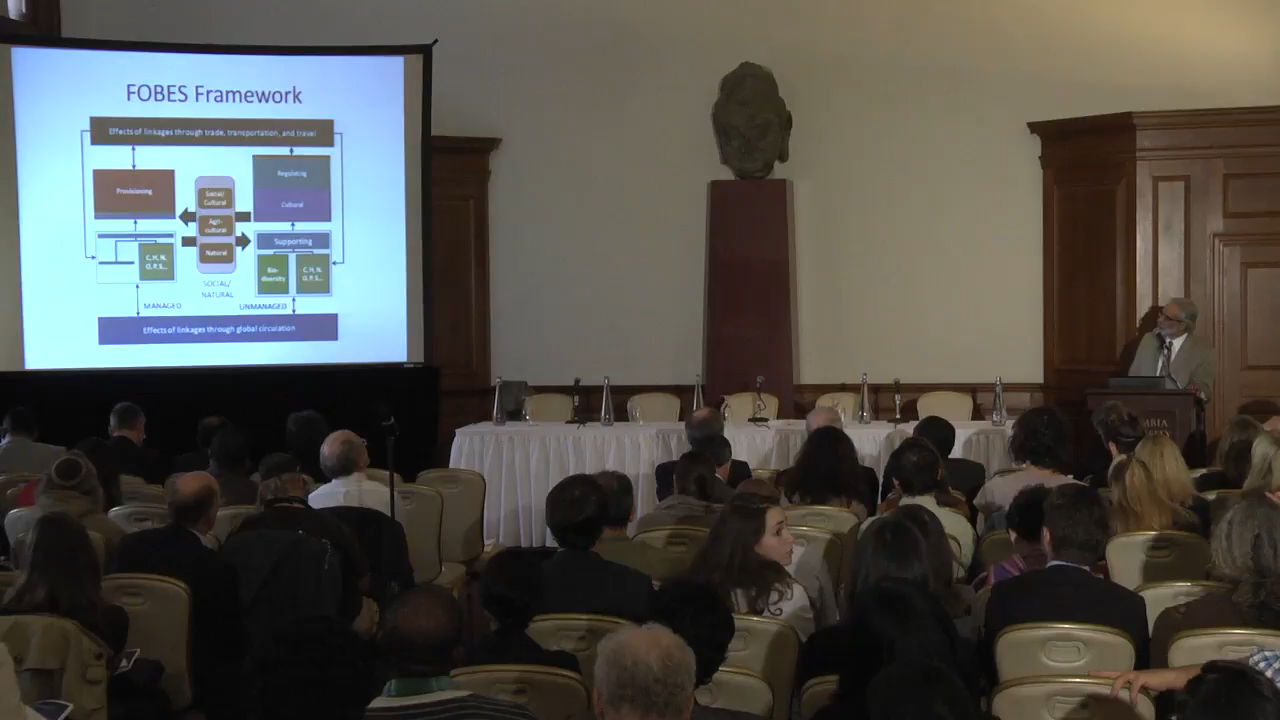 FOBES Framework
Effects of linkages through trade, transportation, and travel
Provisioning
Social/
Cultural
Agri-
cultural
Natural
Regulating
Cultural
Supporting
C, H, N,
O, P, S...
Bio-
diversity
C, H, N,
O, P, S...
SOCIAL/
NATURAL
MANAGED
UNMANAGED
Effects of linkages through global circulation